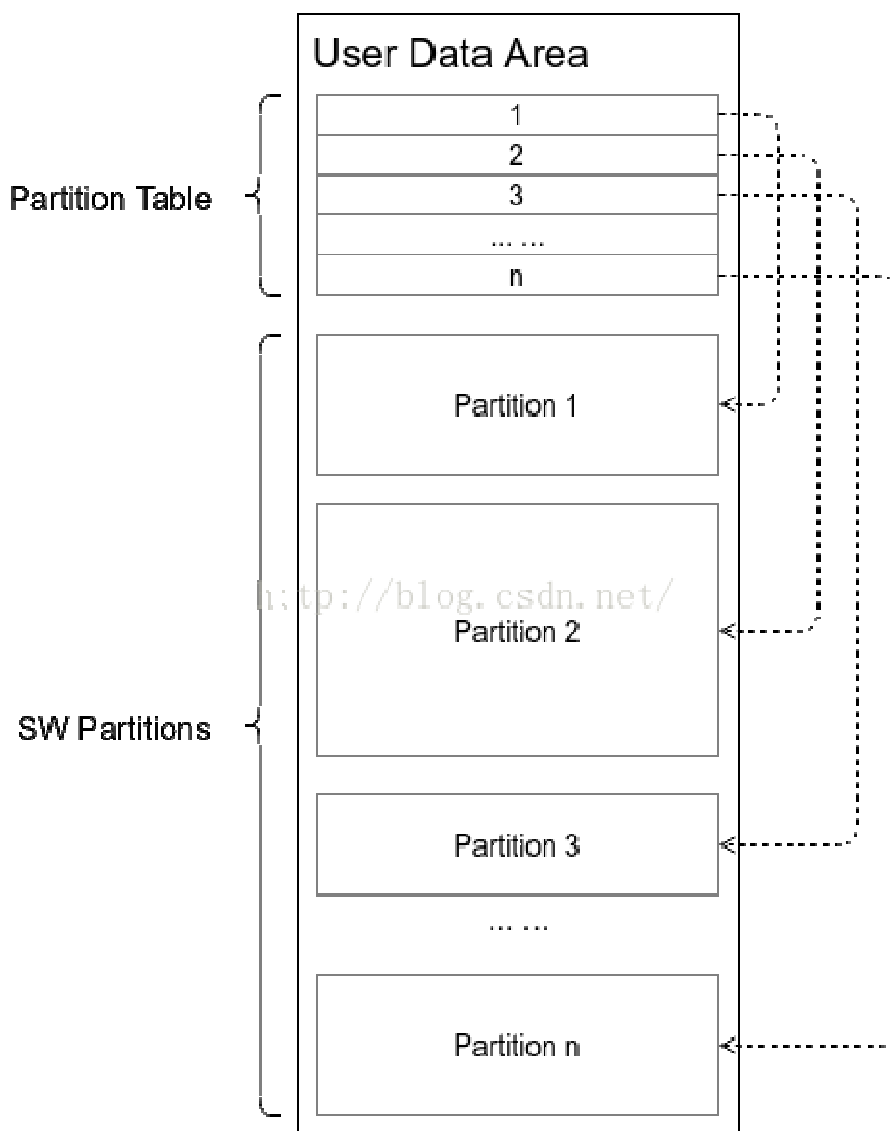 User Data Area
Partition Table
1
2
3
... ...
n
SW Partitions
Partition 1
http://blog.csdn.net/
Partition 2
Partition 3
... ...
Partition n